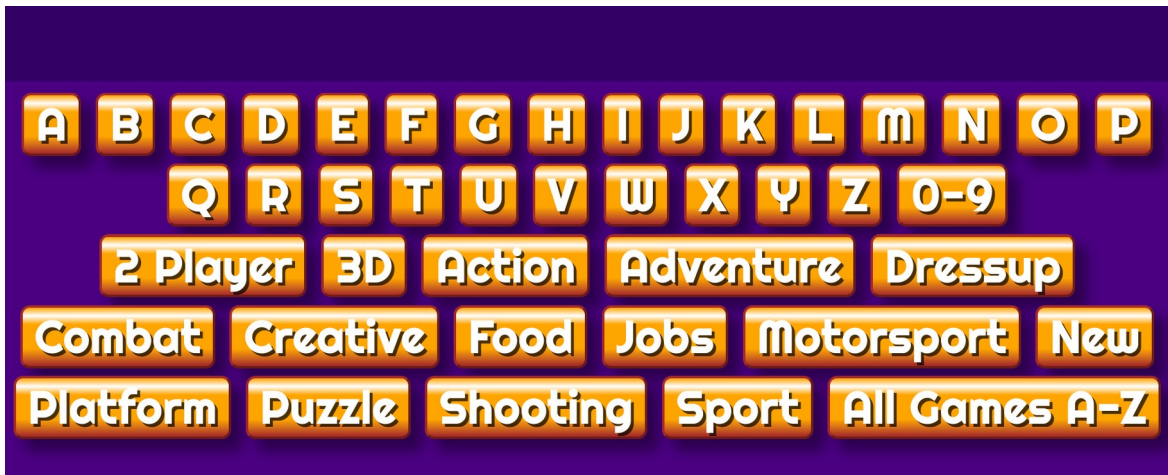 A B C D E F G H I J K L M N O P
Q R S T U V W X Y Z 0-9
2 Player 3D Action Adventure Dressup
Combat Creative Food Jobs Motorsport New
Platform Puzzle Shooting Sport All Games A-Z